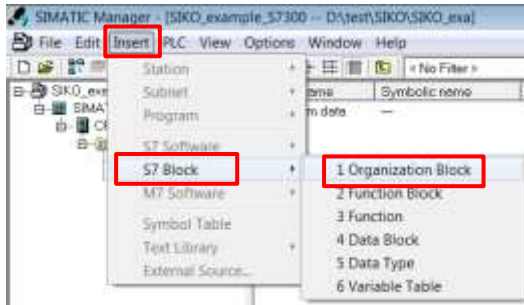 SIMATIC Manager - [SIKO_example_S7300 -- D:\test\SIKO\SIKO_exa]
File Edit Insert PLC View Options Window Help
Station
< No Filter >
Subnet
Symbolic name
Program
S7 Software
S7 Block
1 Organization Block
M7 Software
2 Function Block
3 Function
Symbol Table
4 Data Block
Text Library
5 Data Type
External Source...
6 Variable Table